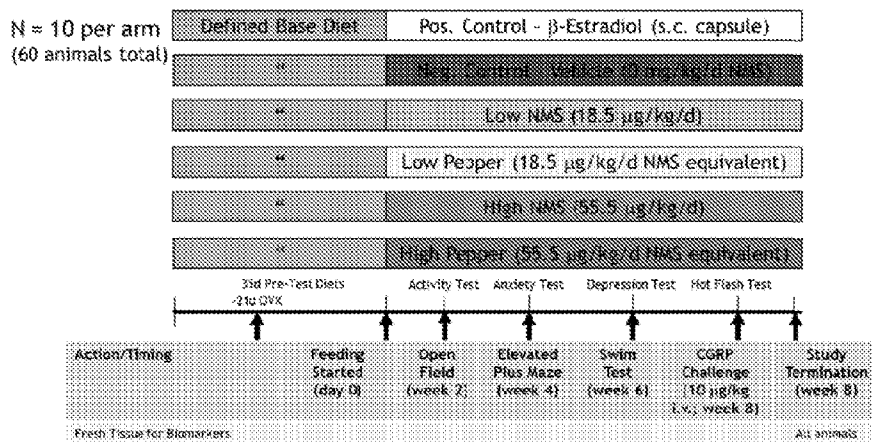 N = 10 per arm
(60 animals total)
Defined Base Diet
Pos. Control - β-Estradiol (s.c. capsule)
“
Neg. Control - Vehicle (0 mg/kg/d NMS)
“
Low NMS (18.5 µg/kg/d)
“
Low Pepper (18.5 µg/kg/d NMS equivalent)
“
High NMS (55.5 µg/kg/d)
“
High Pepper (55.5 µg/kg/d NMS equivalent)
35d Pre-Test Diets
Activity Test
Anxiety Test
Depression Test
Hot Flash Test
-21d OVX
Action/Timing
Feeding
Started
(day 0)
Open
Field
(week 2)
Elevated
Plus Maze
(week 4)
Swim
Test
(week 6)
CGRP
Challenge
(10 µg/kg
i.v.; week 8)
Study
Termination
(week 8)
Fresh Tissue for Biomarkers
All animals